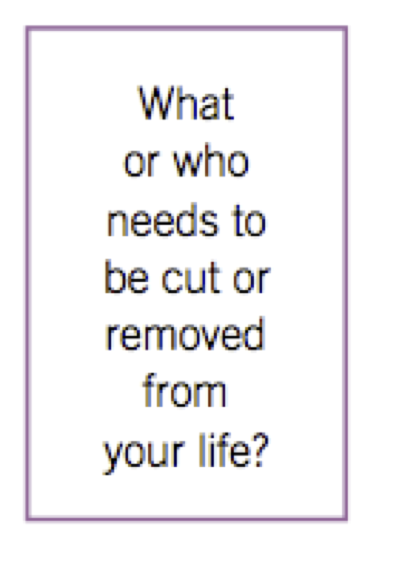 What
or who
needs to
be cut or
removed
from
your life?